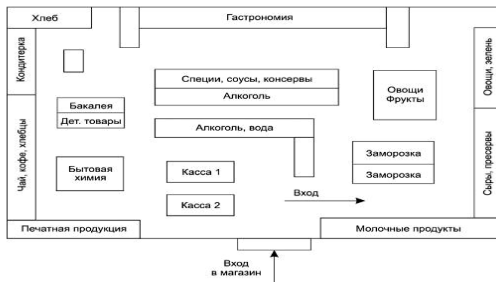 Хлеб
Гастрономия
Кондитерка
Овощи, зелень
Специи, соусы, консервы
Алкоголь
Овощи
Фрукты
Бакалея
Дет. товары
Алкоголь, вода
Чай, кофе, хлебцы
Сыры, пресервы
Заморозка
Заморозка
Бытовая
химия
Касса 1
Вход
Касса 2
Печатная продукция
Молочные продукты
Вход
в магазин